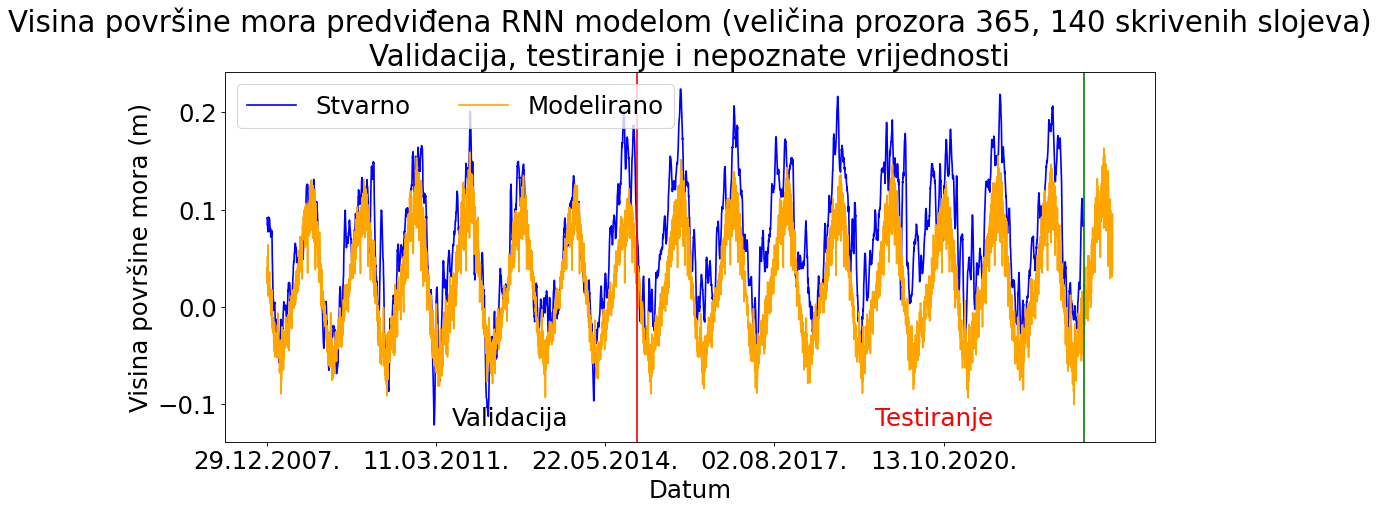 Visina površine mora predviđena RNN modelom (veličina prozora 365, 140 skrivenih slojeva)
Validacija, testiranje i nepoznate vrijednosti
Stvarno
Modelirano
Visina površine mora (m)
0.2
0.1
0.0
−0.1
Validacija
Testiranje
29.12.2007.
11.03.2011.
22.05.2014.
02.08.2017.
13.10.2020.
Datum